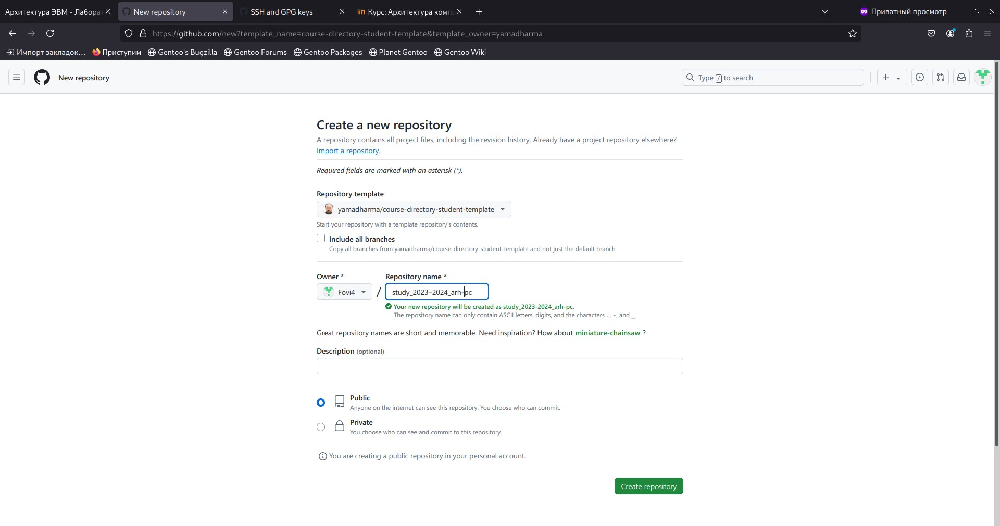 Архитектура ЭВМ - Лаборат
New repository
SSH and GPG keys
Курс: Архитектура комп
Приватный просмотр
https://github.com/new?template_name=course-directory-student-template&template_owner=yamadharma
Импорт закладок…
Приступим
Gentoo's Bugzilla
Gentoo Forums
Gentoo Packages
Planet Gentoo
Gentoo Wiki
New repository
Type / to search
Create a new repository
A repository contains all project files, including the revision history. Already have a project repository elsewhere?
Import a repository.
Required fields are marked with an asterisk (*).
Repository template
yamadharma/course-directory-student-template
Start your repository with a template repository's contents.
Include all branches
Copy all branches from yamadharma/course-directory-student-template and not just the default branch.
Owner *
Repository name *
Fovi4
/
study_2023–2024_arh-pc
Your new repository will be created as study_2023-2024_arh-pc.
The repository name can only contain ASCII letters, digits, and the characters ., -, and _.
Great repository names are short and memorable. Need inspiration? How about miniature-chainsaw ?
Description (optional)
Public
Anyone on the internet can see this repository. You choose who can commit.
Private
You choose who can see and commit to this repository.
You are creating a public repository in your personal account.
Create repository